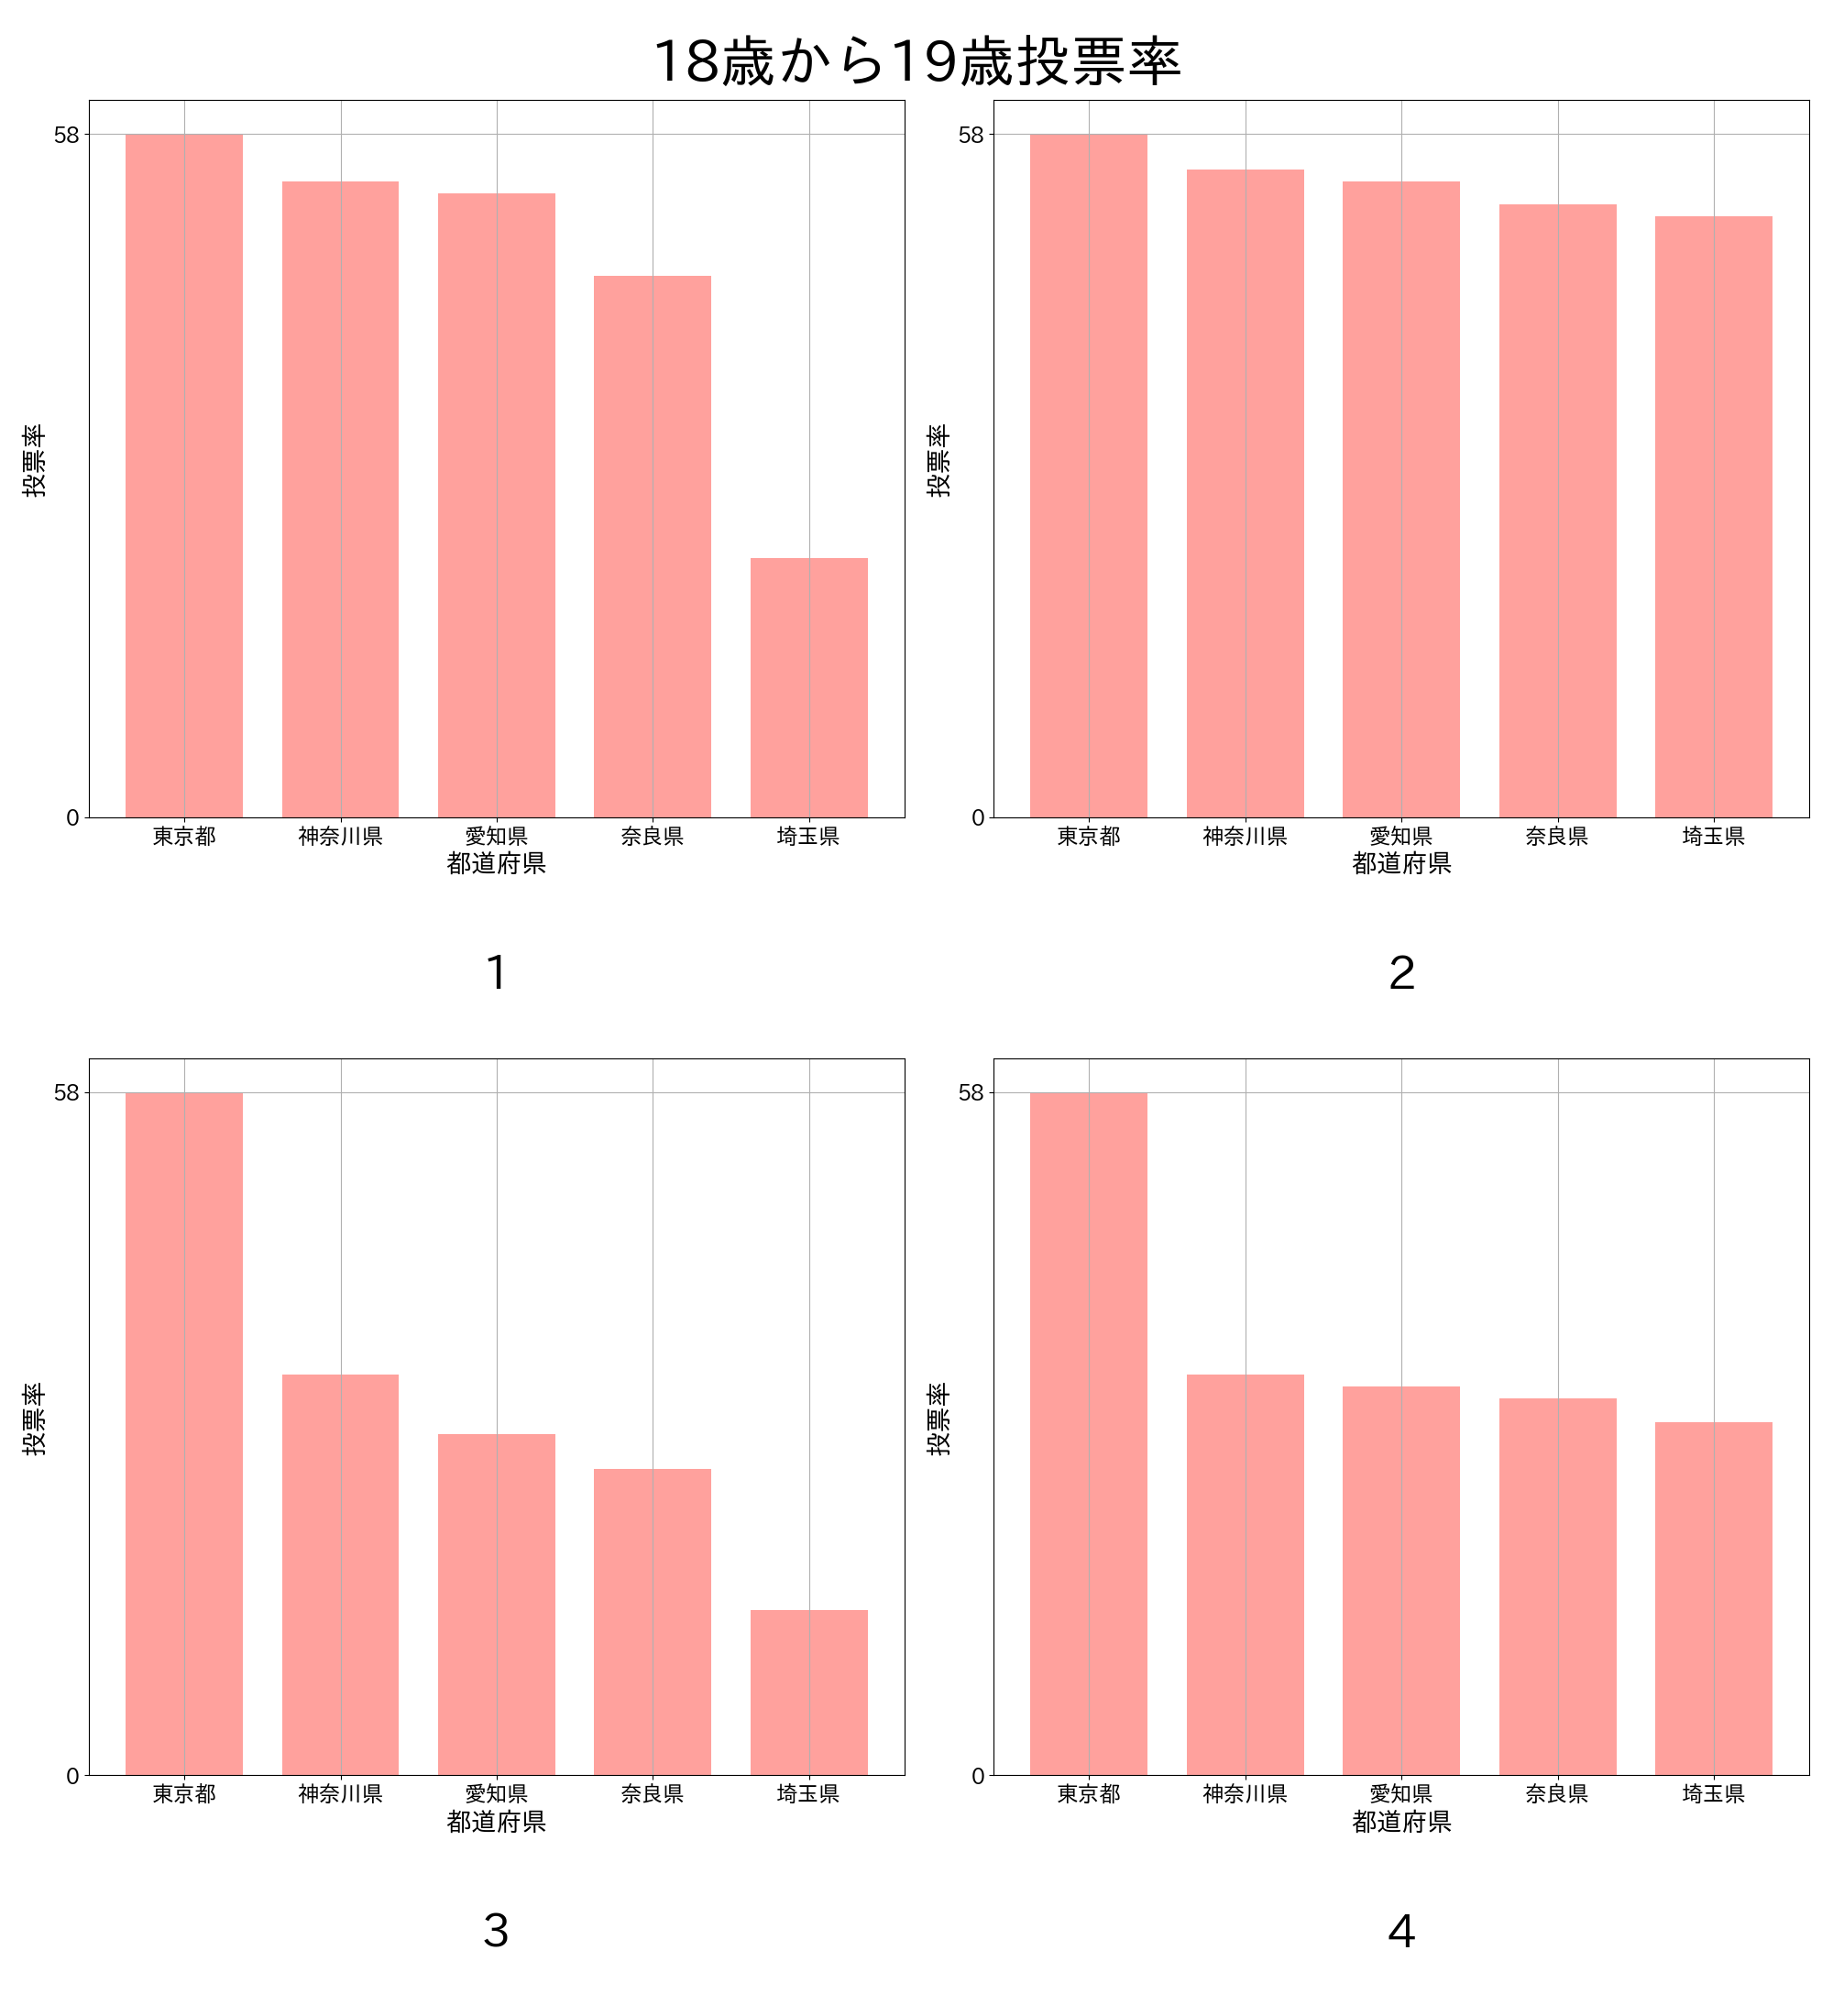 18歳から19歳投票率
58
0
投票率
東京都 神奈川県 愛知県 奈良県 埼玉県
都道府県
1
58
0
投票率
東京都 神奈川県 愛知県 奈良県 埼玉県
都道府県
2
58
0
投票率
東京都 神奈川県 愛知県 奈良県 埼玉県
都道府県
3
58
0
投票率
東京都 神奈川県 愛知県 奈良県 埼玉県
都道府県
4